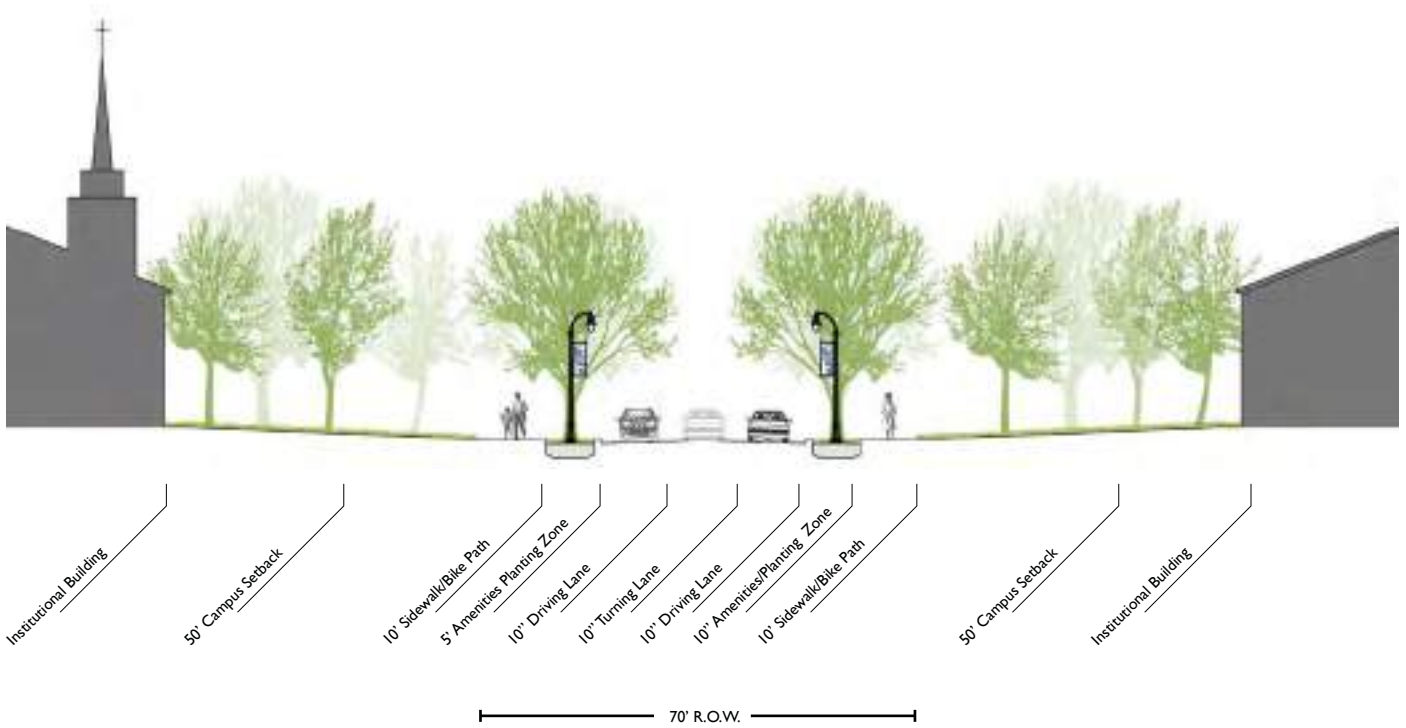 Institutional Building
50' Campus Setback
10' Sidewalk/Bike Path
5' Amenities Planting Zone
10" Driving Lane
10" Turning Lane
10" Driving Lane
10" Amenities/Planting Zone
10' Sidewalk/Bike Path
50' Campus Setback
Institutional Building
70' R.O.W.